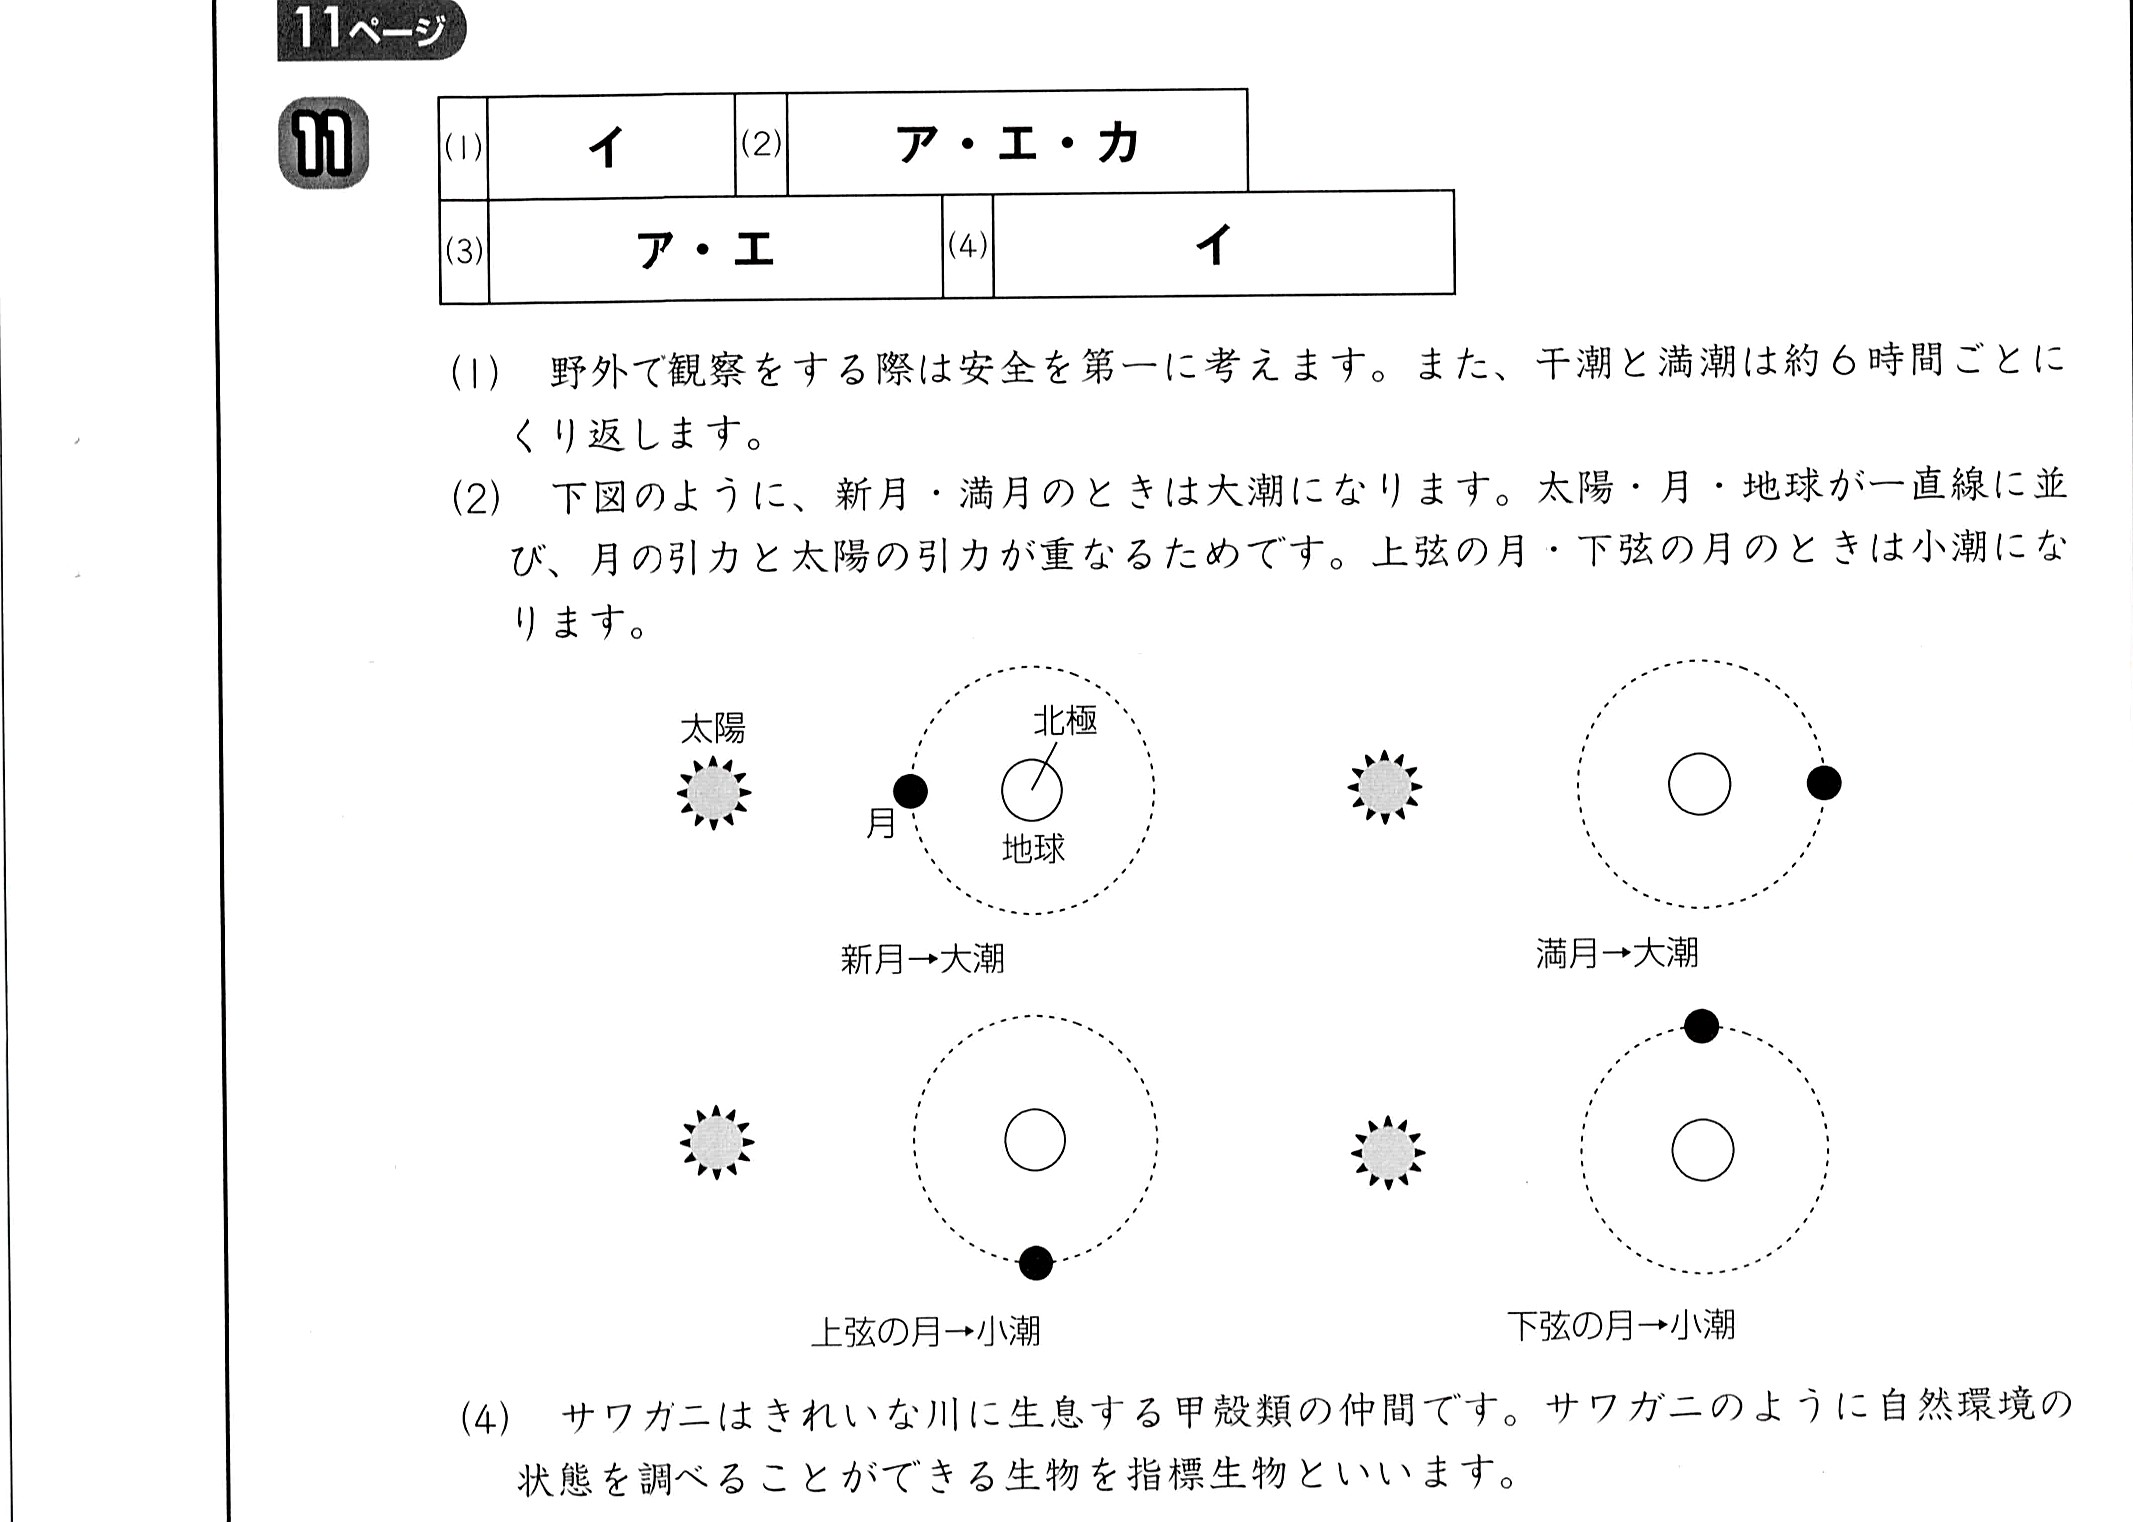 11ページ
11
(1) イ (2) ア・エ・カ
(3) ア・エ (4) イ
(1) 野外で観察をする際は安全を第一に考えます。また、干潮と満潮は約6時間ごとに
くり返します。
(2) 下図のように、新月・満月のときは大潮になります。太陽・月・地球が一直線に並
び、月の引力と太陽の引力が重なるためです。上弦の月・下弦の月のときは小潮にな
ります。
太陽
北極
月
地球
新月→大潮
満月→大潮
上弦の月→小潮
下弦の月→小潮
(4) サワガニはきれいな川に生息する甲殻類の仲間です。サワガニのように自然環境の
状態を調べることができる生物を指標生物といいます。